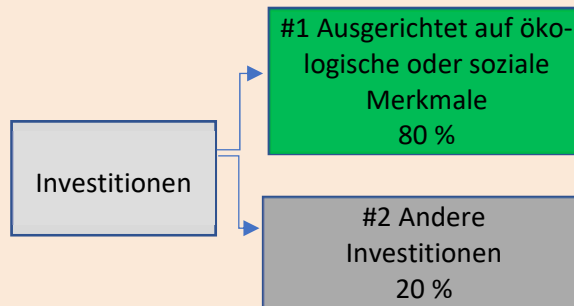 #1 Ausgerichtet auf öko-
logische oder soziale
Merkmale
80 %
Investitionen
#2 Andere
Investitionen
20 %